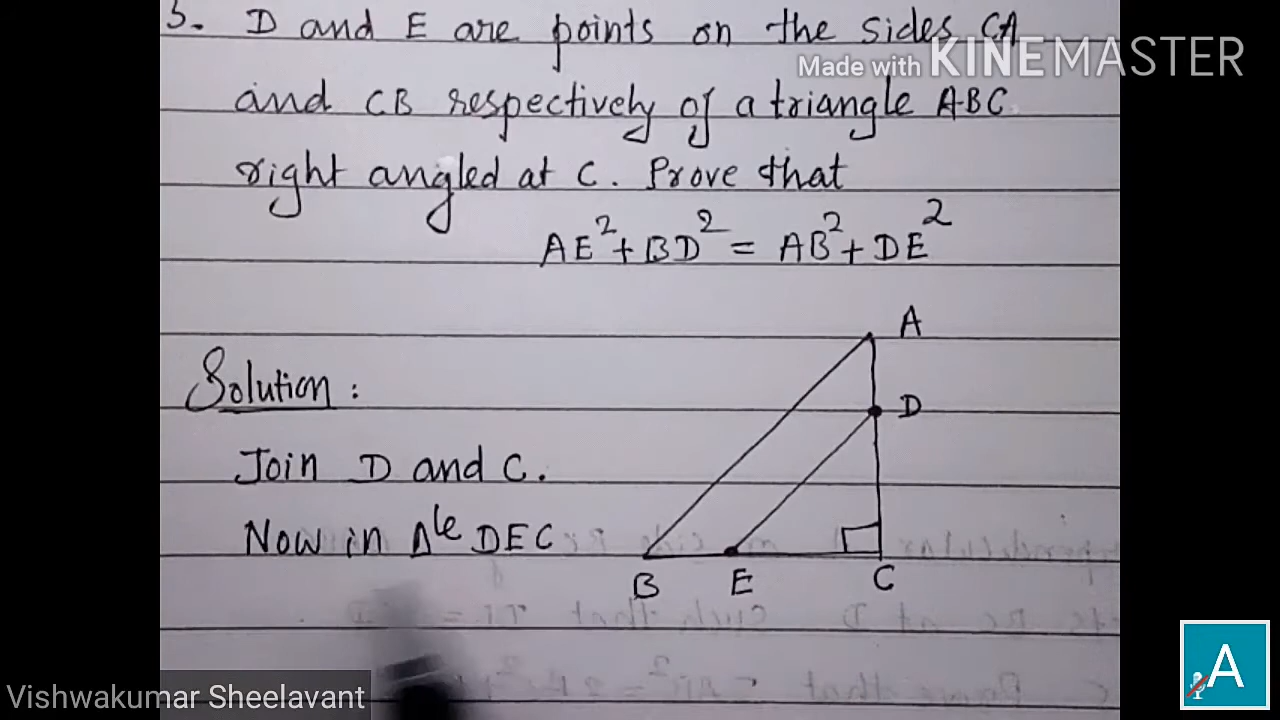 3. D and E are points on the sides CA
Made with KINEMASTER
and CB respectively of a triangle ABC
right angled at C. Prove that
AE² + BD² = AB² + DE²
A
Solution :
D
Join D and C.
Now in Δle DEC
B E C
Vishwakumar Sheelavant
A